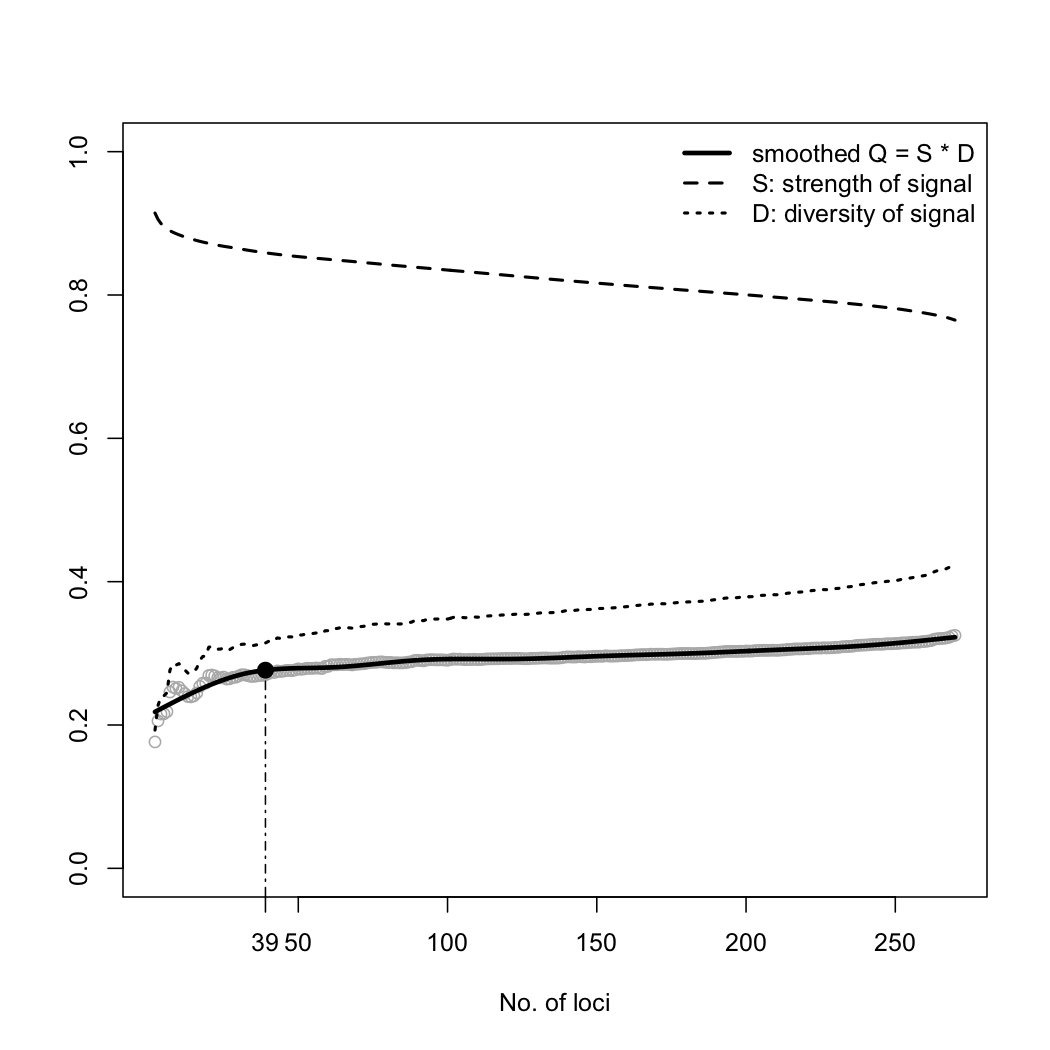 smoothed Q = S * D
S: strength of signal
D: diversity of signal
1.0
0.8
0.6
0.4
0.2
0.0
39 50 100 150 200 250
No. of loci